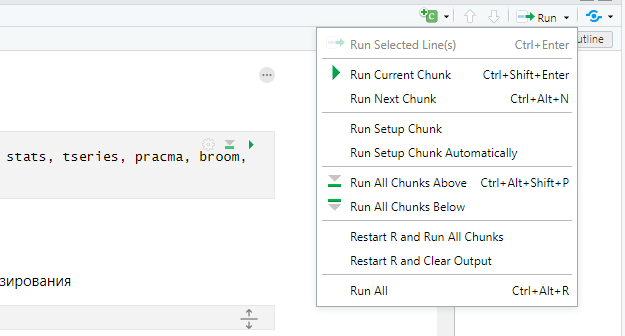 C
Run
utline
Run Selected Line(s) Ctrl+Enter
Run Current Chunk Ctrl+Shift+Enter
Run Next Chunk Ctrl+Alt+N
Run Setup Chunk
Run Setup Chunk Automatically
stats, tseries, pracma, broom,
Run All Chunks Above Ctrl+Alt+Shift+P
Run All Chunks Below
Restart R and Run All Chunks
Restart R and Clear Output
зирования
Run All Ctrl+Alt+R